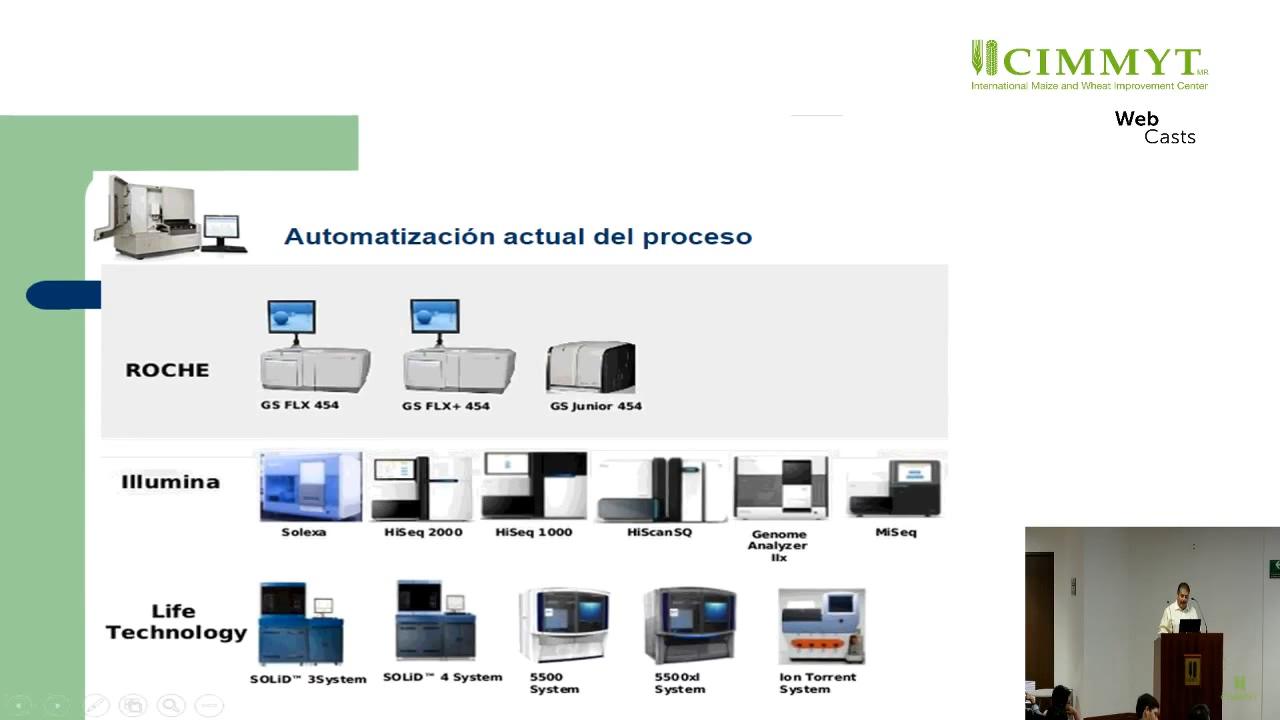 CIMMYT MR
International Maize and Wheat Improvement Center
Web
Casts
Automatización actual del proceso
ROCHE
GS FLX 454
GS FLX+ 454
GS Junior 454
Illumina
Solexa
HiSeq 2000
HiSeq 1000
HiScanSQ
Genome
Analyzer
IIx
MiSeq
Life
Technology
SOLiD™ 3System
SOLiD™ 4 System
5500
System
5500xl
System
Ion Torrent
System